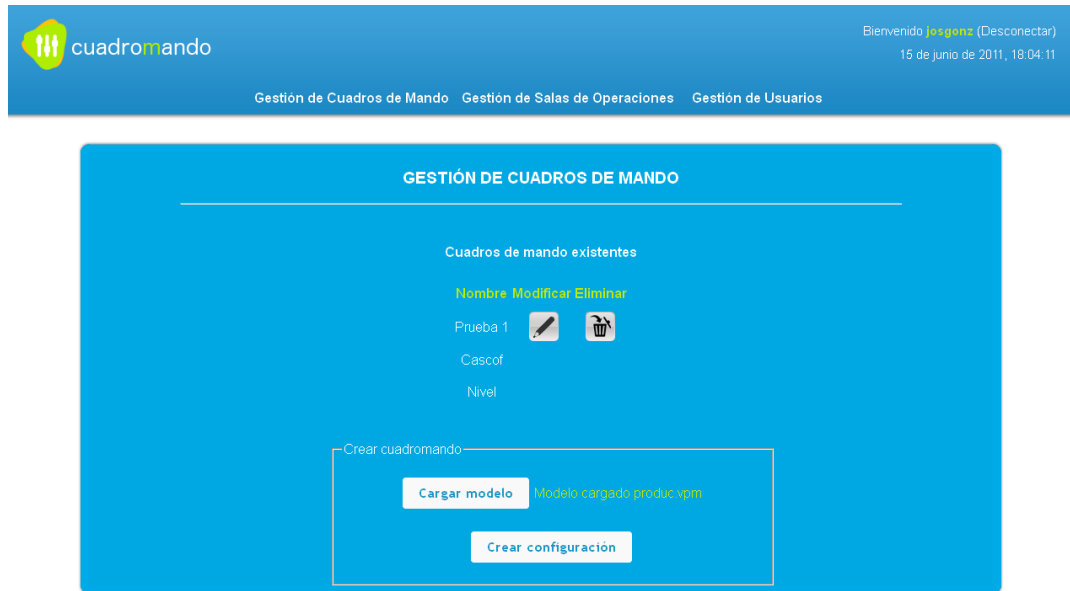 cuadromando
Bienvenido josgonz (Desconectar)
15 de junio de 2011, 18:04:11
Gestión de Cuadros de Mando Gestión de Salas de Operaciones Gestión de Usuarios
GESTIÓN DE CUADROS DE MANDO
Cuadros de mando existentes
Nombre Modificar Eliminar
Prueba 1
Cascof
Nivel
Crear cuadromando
Cargar modelo Modelo cargado produc.vpm
Crear configuración